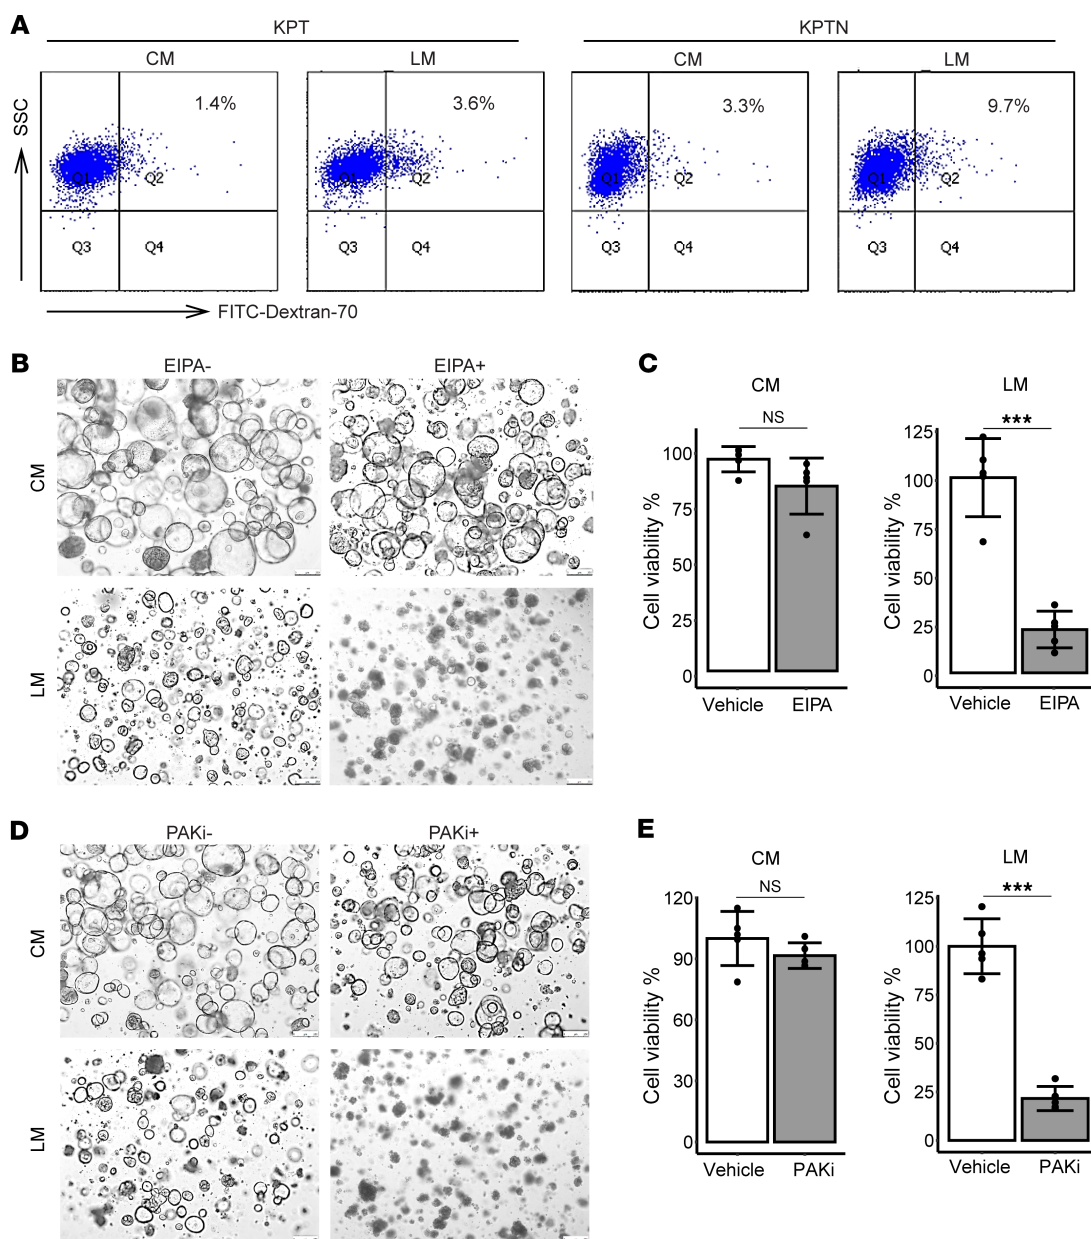 A
KPT
KPTN
CM
LM
CM
LM
SSC
1.4%
3.6%
3.3%
9.7%
Q1
Q2
Q1
Q2
Q1
Q2
Q1
Q2
Q3
Q4
Q3
Q4
Q3
Q4
Q3
Q4
FITC-Dextran-70
B
EIPA-
EIPA+
CM
LM
C
CM
NS
Cell viability %
100
75
50
25
0
Vehicle
EIPA
LM
***
Cell viability %
125
100
75
50
25
0
Vehicle
EIPA
D
PAKi-
PAKi+
CM
LM
E
CM
NS
Cell viability %
120
90
60
30
0
Vehicle
PAKi
LM
***
Cell viability %
125
100
75
50
25
0
Vehicle
PAKi